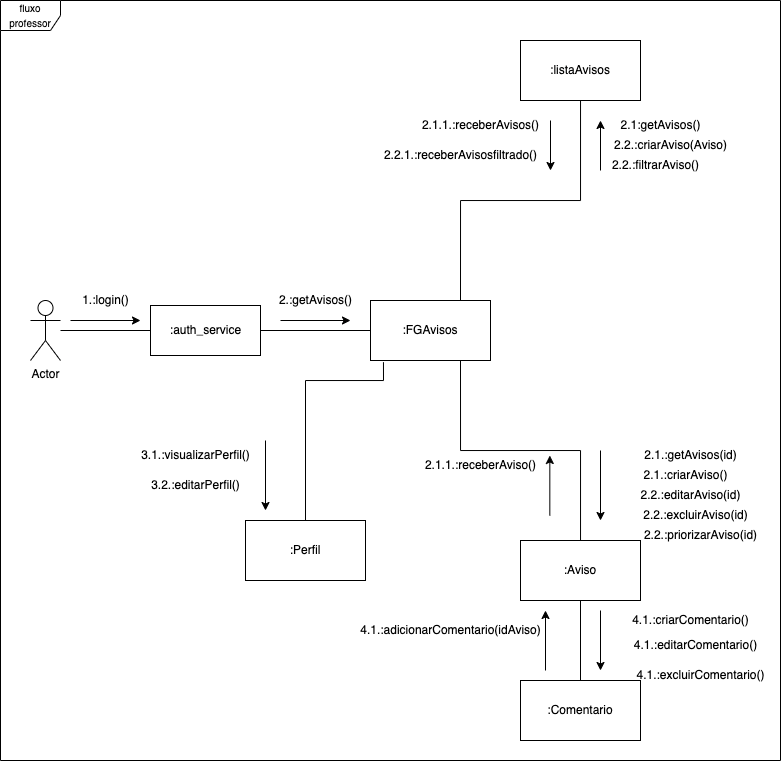 fluxo
professor
:listaAvisos
2.1.1.:receberAvisos()
2.2.1.:receberAvisosfiltrado()
2.1:getAvisos()
2.2.:criarAviso(Aviso)
2.2.:filtrarAviso()
1.:login()
2.:getAvisos()
:auth_service
:FGAvisos
Actor
3.1.:visualizarPerfil()
3.2.:editarPerfil()
2.1.1.:receberAviso()
2.1.:getAvisos(id)
2.1.:criarAviso()
2.2.:editarAviso(id)
2.2.:excluirAviso(id)
2.2.:priorizarAviso(id)
:Perfil
:Aviso
4.1.:adicionarComentario(idAviso)
4.1.:criarComentario()
4.1.:editarComentario()
4.1.:excluirComentario()
:Comentario